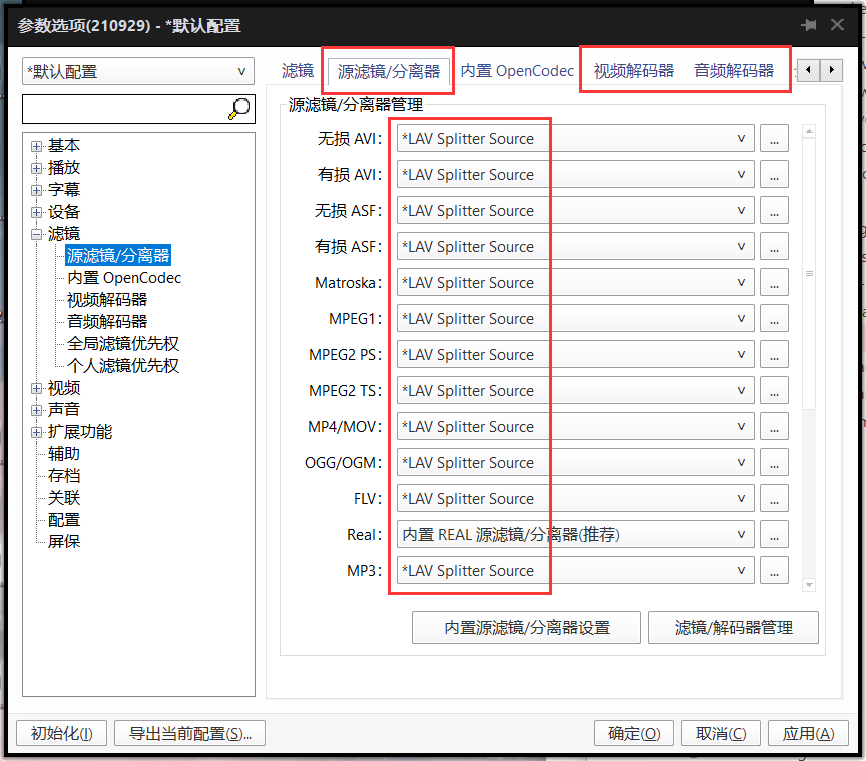 参数选项(210929) - *默认配置
*默认配置
基本
播放
字幕
设备
滤镜
源滤镜/分离器
内置 OpenCodec
视频解码器
音频解码器
全局滤镜优先权
个人滤镜优先权
视频
声音
扩展功能
辅助
存档
关联
配置
屏保
滤镜 源滤镜/分离器 内置 OpenCodec 视频解码器 音频解码器
源滤镜/分离器管理
无损 AVI: *LAV Splitter Source ...
有损 AVI: *LAV Splitter Source ...
无损 ASF: *LAV Splitter Source ...
有损 ASF: *LAV Splitter Source ...
Matroska: *LAV Splitter Source ...
MPEG1: *LAV Splitter Source ...
MPEG2 PS: *LAV Splitter Source ...
MPEG2 TS: *LAV Splitter Source ...
MP4/MOV: *LAV Splitter Source ...
OGG/OGM: *LAV Splitter Source ...
FLV: *LAV Splitter Source ...
Real: 内置 REAL 源滤镜/分离器(推荐) ...
MP3: *LAV Splitter Source ...
内置源滤镜/分离器设置 滤镜/解码器管理
初始化(I) 导出当前配置(S)... 确定(O) 取消(C) 应用(A)